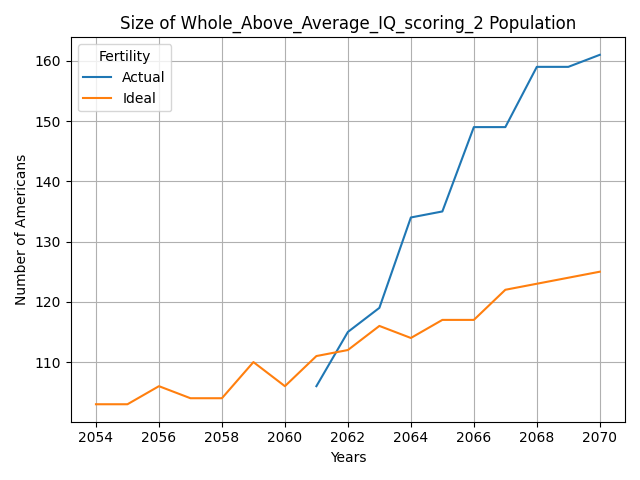 Size of Whole_Above_Average_IQ_scoring_2 Population
Fertility
Actual
Ideal
160
150
140
130
120
110
Number of Americans
2054 2056 2058 2060 2062 2064 2066 2068 2070
Years